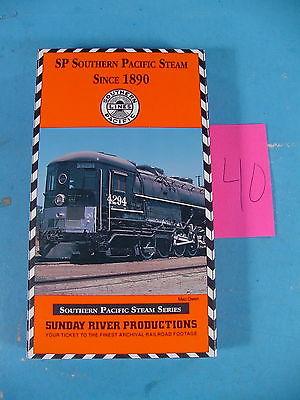 SP SOUTHERN PACIFIC STEAM
SINCE 1890
SOUTHERN
LINES
PACIFIC
4294
40
SOUTHERN PACIFIC STEAM SERIES
SUNDAY RIVER PRODUCTIONS
YOUR TICKET TO THE FINEST ARCHIVAL RAILROAD FOOTAGE